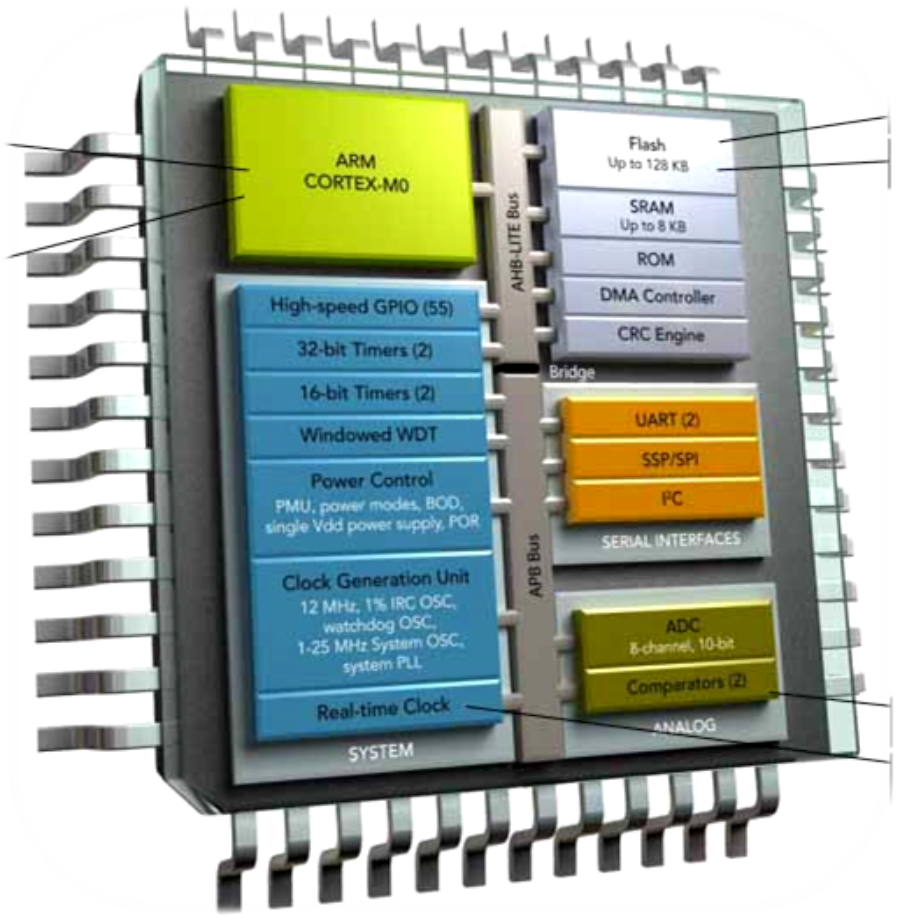 ARM
CORTEX-M0
AHB-LITE Bus
Flash
Up to 128 KB
SRAM
Up to 8 KB
ROM
DMA Controller
CRC Engine
Bridge
High-speed GPIO (55)
32-bit Timers (2)
16-bit Timers (2)
Windowed WDT
Power Control
PMU, power modes, BOD,
single Vdd power supply, POR
Clock Generation Unit
12 MHz, 1% IRC OSC,
watchdog OSC,
1-25 MHz System OSC,
system PLL
Real-time Clock
SYSTEM
APB Bus
UART (2)
SSP/SPI
I²C
SERIAL INTERFACES
ADC
8-channel, 10-bit
Comparators (2)
ANALOG